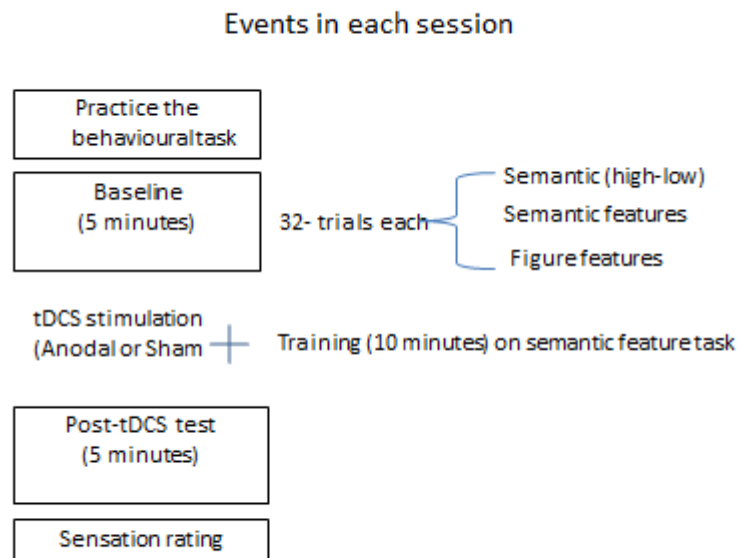 Events in each session
Practice the
behaviouraltask
Baseline
(5 minutes)
32- trials each
Semantic (high-low)
Semantic features
Figure features
tDCS stimulation
(Anodal or Sham
Training (10 minutes) on semantic feature task
Post-tDCS test
(5 minutes)
Sensation rating